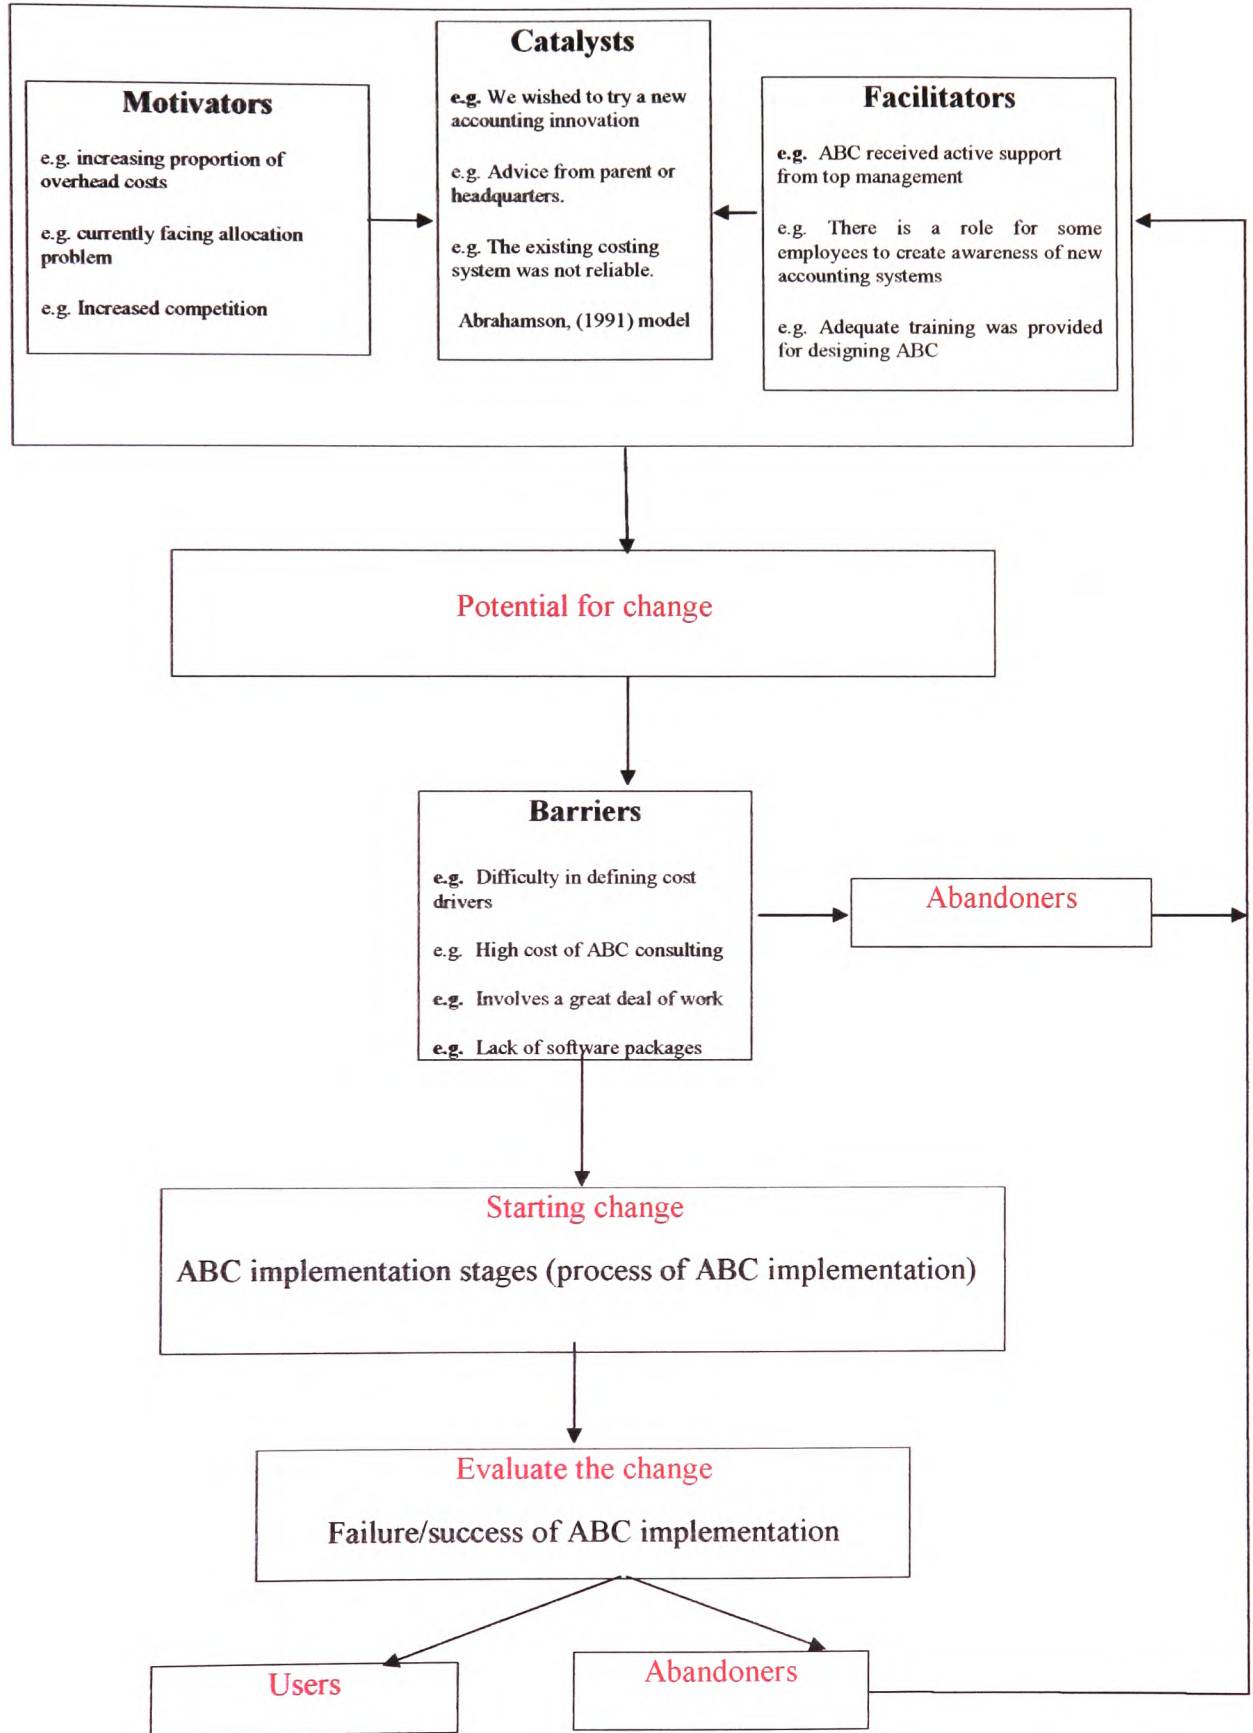 Catalysts
e.g. We wished to try a new
accounting innovation
e.g. Advice from parent or
headquarters.
e.g. The existing costing
system was not reliable.
Abrahamson, (1991) model
Motivators
e.g. increasing proportion of
overhead costs
e.g. currently facing allocation
problem
e.g. Increased competition
Facilitators
e.g. ABC received active support
from top management
e.g. There is a role for some
employees to create awareness of new
accounting systems
e.g. Adequate training was provided
for designing ABC
Potential for change
Barriers
e.g. Difficulty in defining cost
drivers
e.g. High cost of ABC consulting
e.g. Involves a great deal of work
e.g. Lack of software packages
Abandoners
Starting change
ABC implementation stages (process of ABC implementation)
Evaluate the change
Failure/success of ABC implementation
Users
Abandoners